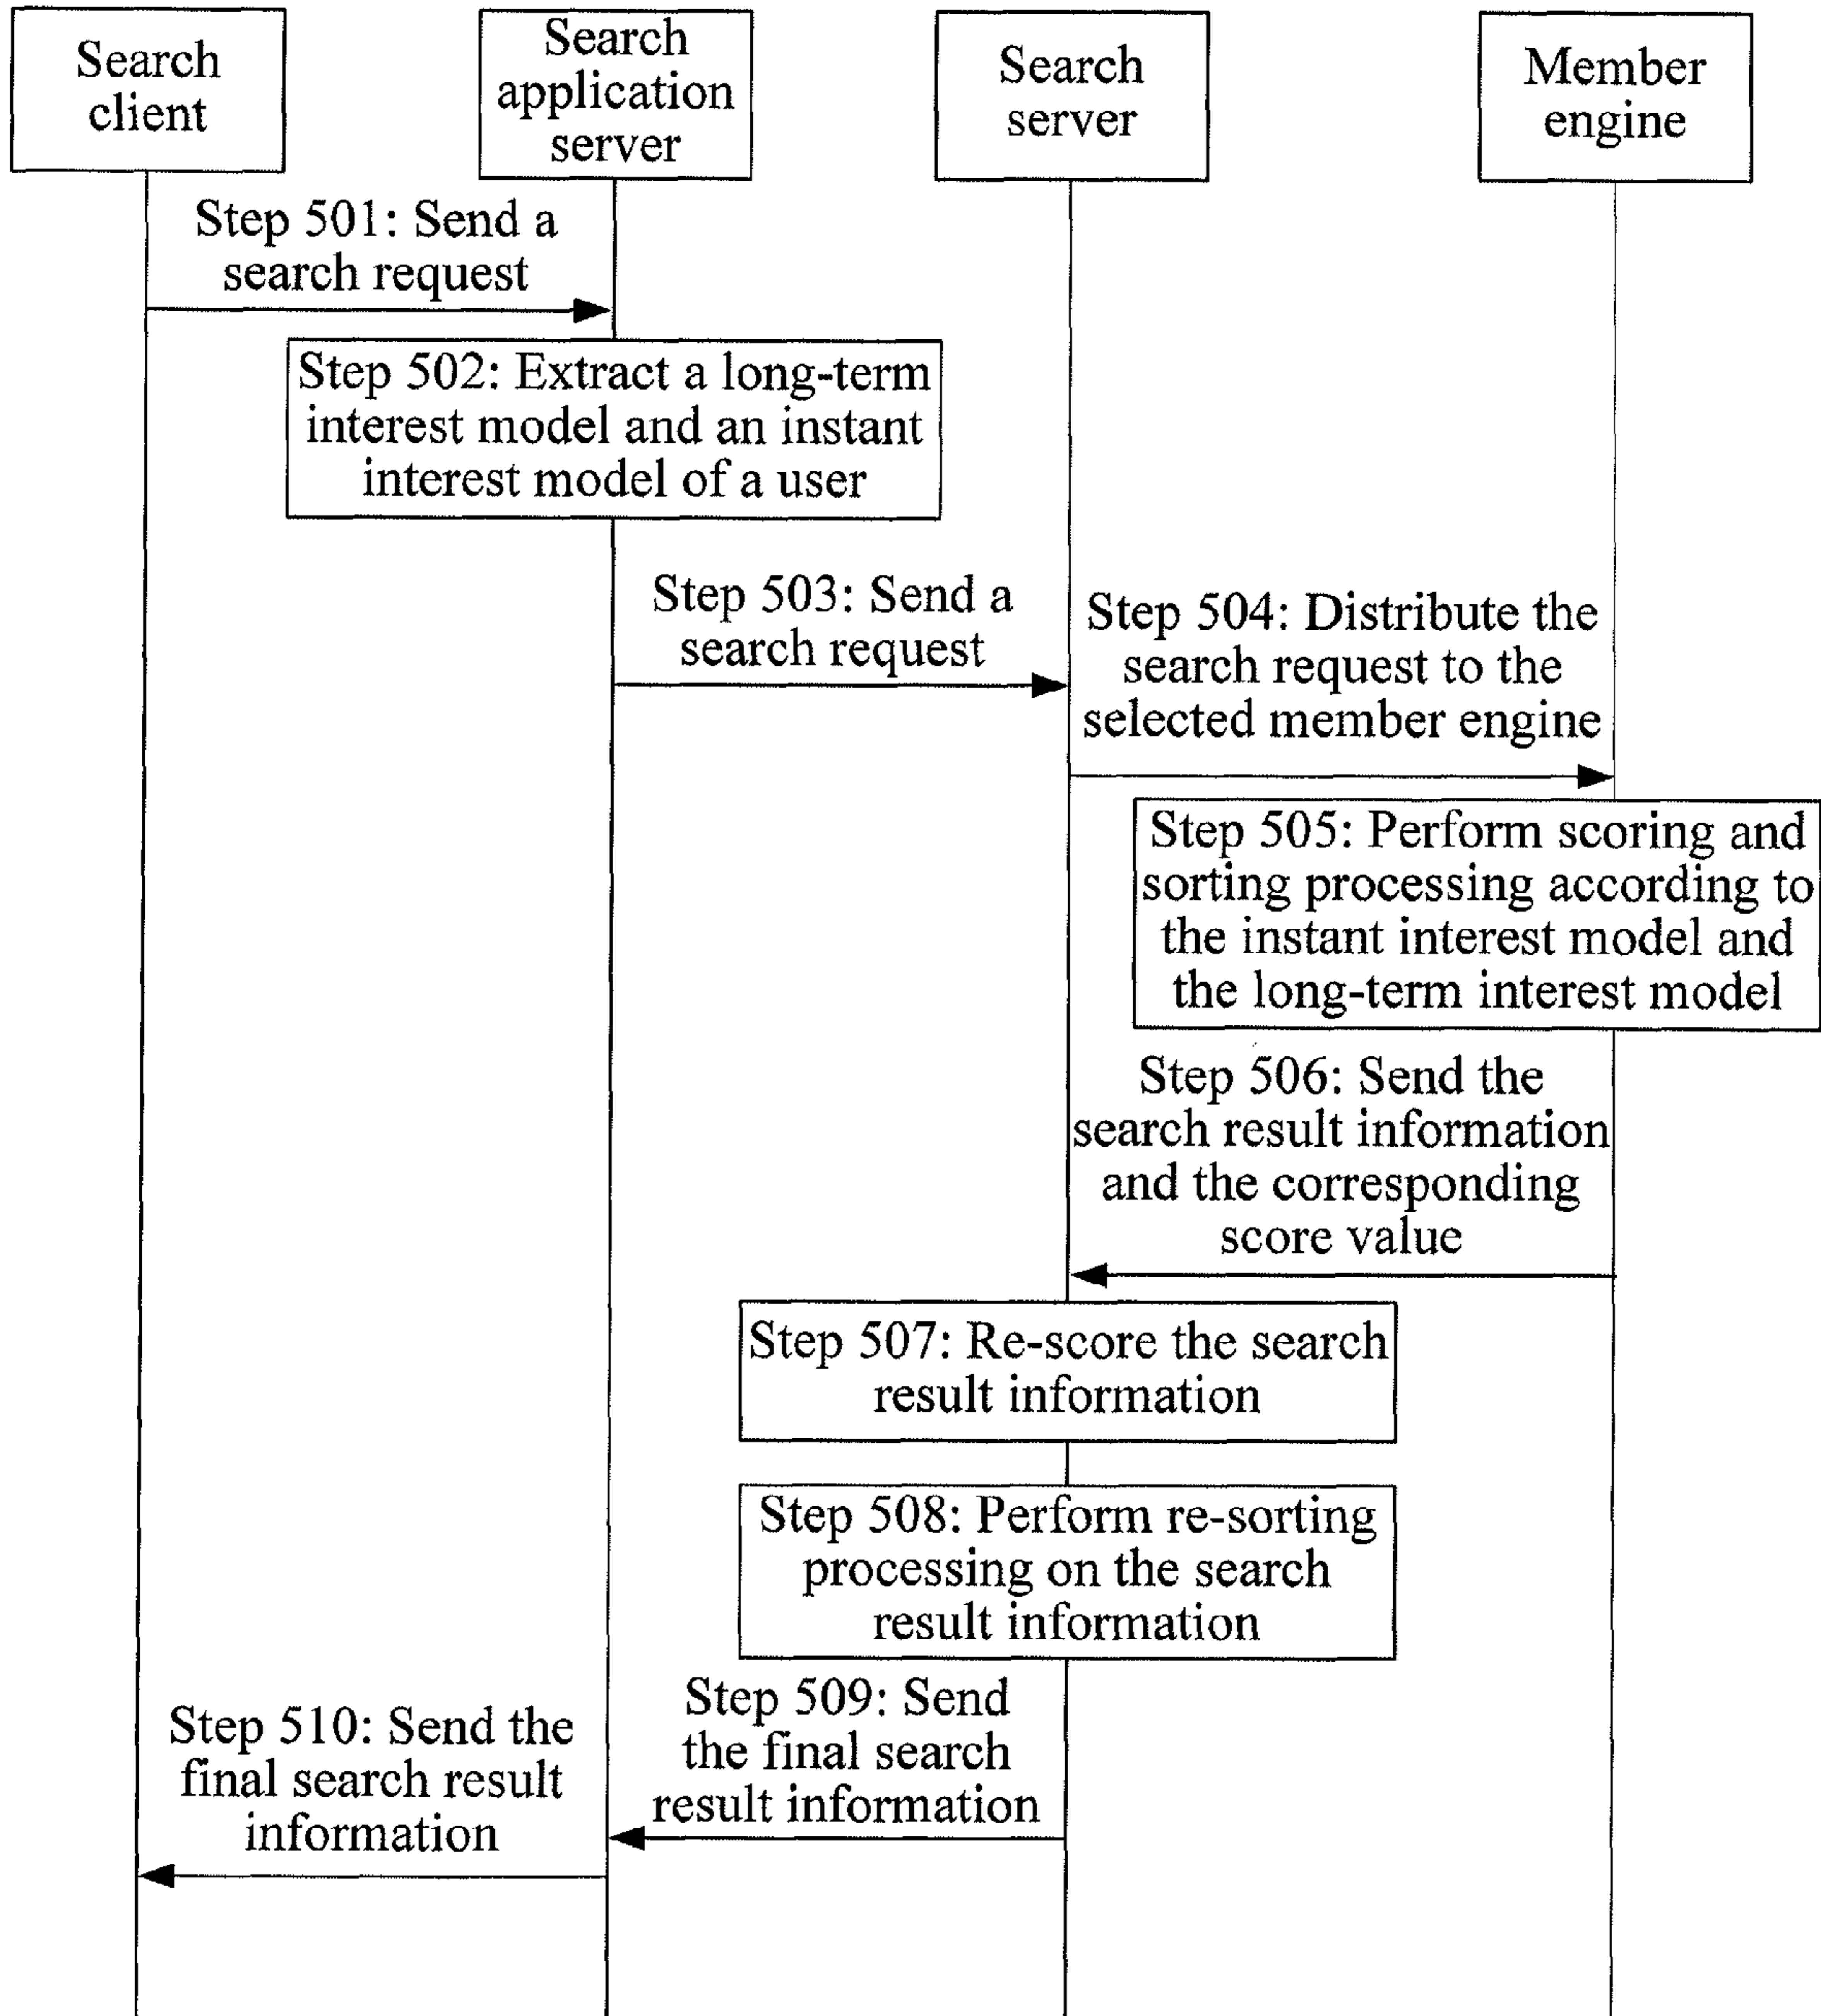 Search
client
Search
application
server
Search
server
Member
engine
Step 501: Send a
search request
Step 502: Extract a long-term
interest model and an instant
interest model of a user
Step 503: Send a
search request
Step 504: Distribute the
search request to the
selected member engine
Step 505: Perform scoring and
sorting processing according to
the instant interest model and
the long-term interest model
Step 506: Send the
search result information
and the corresponding
score value
Step 507: Re-score the search
result information
Step 508: Perform re-sorting
processing on the search
result information
Step 509: Send
the final search
result information
Step 510: Send the
final search result
information